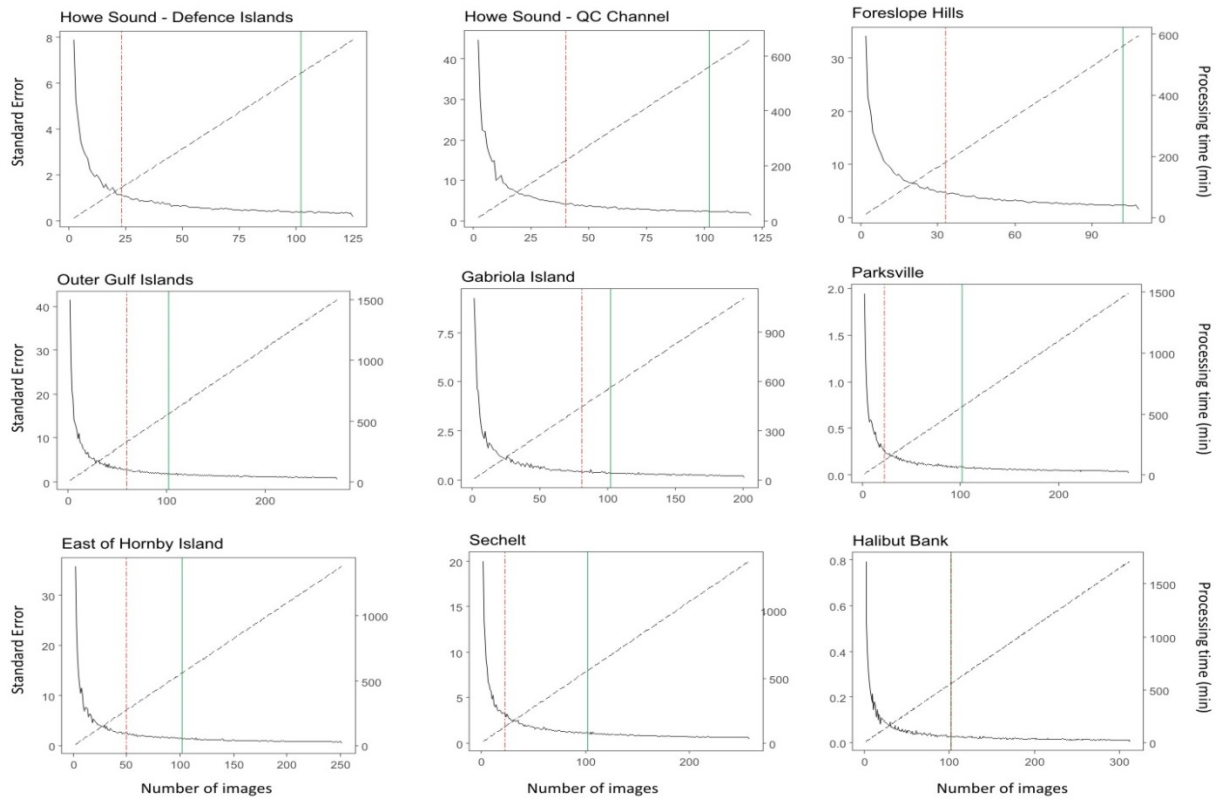 Howe Sound - Defence Islands
Howe Sound - QC Channel
Foreslope Hills
Standard Error
8
6
4
2
0
0 25 50 75 100 125
40
30
20
10
0
600
400
200
0
0 25 50 75 100 125
30
20
10
0
600
400
200
0
30 60 90
Processing time (min)
Outer Gulf Islands
Gabriola Island
Parksville
Standard Error
40
30
20
10
0
1500
1000
500
0
0 100 200
7.5
5.0
2.5
0.0
900
600
300
0
0 50 100 150 200
2.0
1.5
1.0
0.5
0.0
1500
1000
500
0
0 100 200
Processing time (min)
East of Hornby Island
Sechelt
Halibut Bank
Standard Error
30
20
10
0
1000
500
0
0 50 100 150 200 250
20
15
10
5
0
1000
500
0
0 100 200
0.8
0.6
0.4
0.2
0.0
1500
1000
500
0
0 100 200 300
Processing time (min)
Number of images
Number of images
Number of images